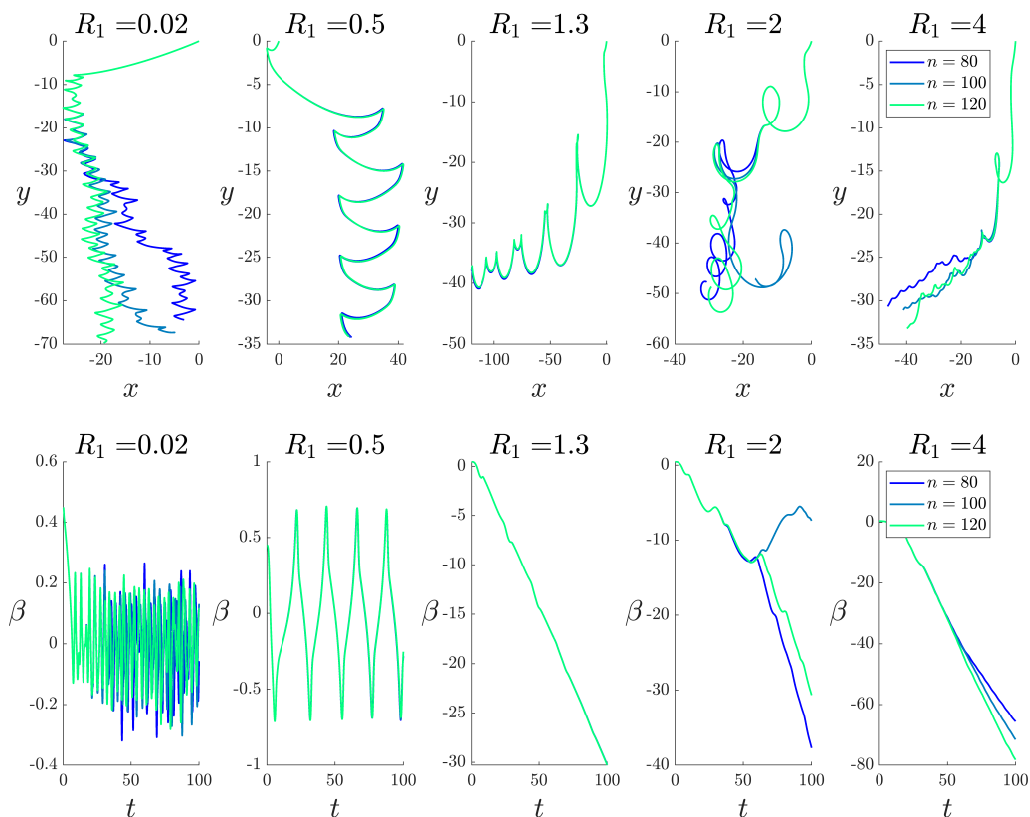 R₁ =0.02 R₁ =0.5 R₁ =1.3 R₁ =2 R₁ =4
n = 80
n = 100
n = 120
y y y y y
0 -10 -20 -30 -40 -50 -60 -70
-20 -10 0
0 -5 -10 -15 -20 -25 -30 -35
0 20 40
0 -10 -20 -30 -40 -50
-100 -50 0
0 -10 -20 -30 -40 -50 -60
-40 -20 0
0 -5 -10 -15 -20 -25 -30 -35
-40 -20 0
x x x x x
R₁ =0.02 R₁ =0.5 R₁ =1.3 R₁ =2 R₁ =4
n = 80
n = 100
n = 120
β β β β β
0.6 0.4 0.2 0 -0.2 -0.4
0 50 100
1 0.5 0 -0.5 -1
0 50 100
0 -5 -10 -15 -20 -25 -30
0 50 100
0 -10 -20 -30 -40
0 50 100
20 0 -20 -40 -60 -80
0 50 100
t t t t t